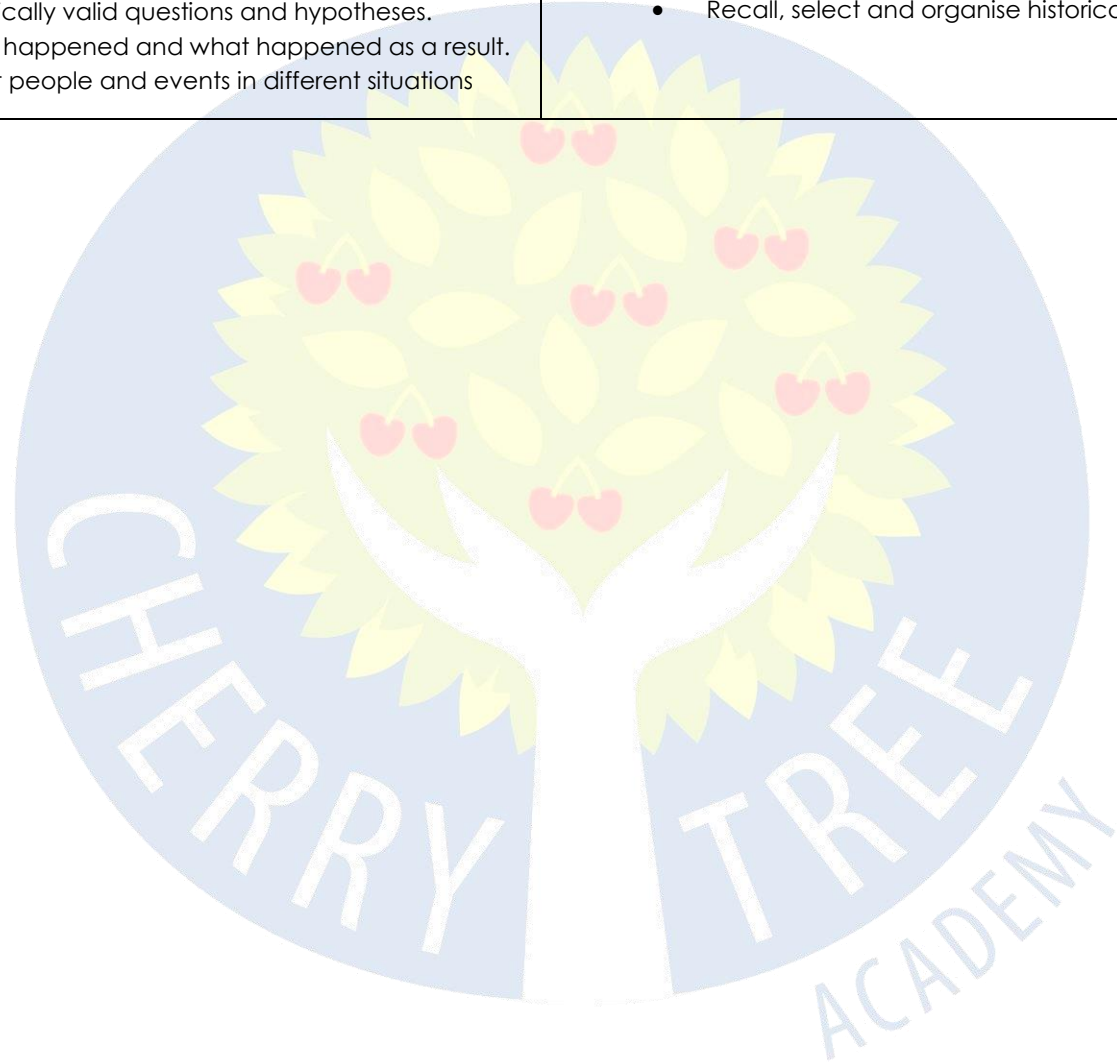 ically valid questions and hypotheses.
happened and what happened as a result.
people and events in different situations
• Recall, select and organise historica
CHERRY TREE
ACADEMY